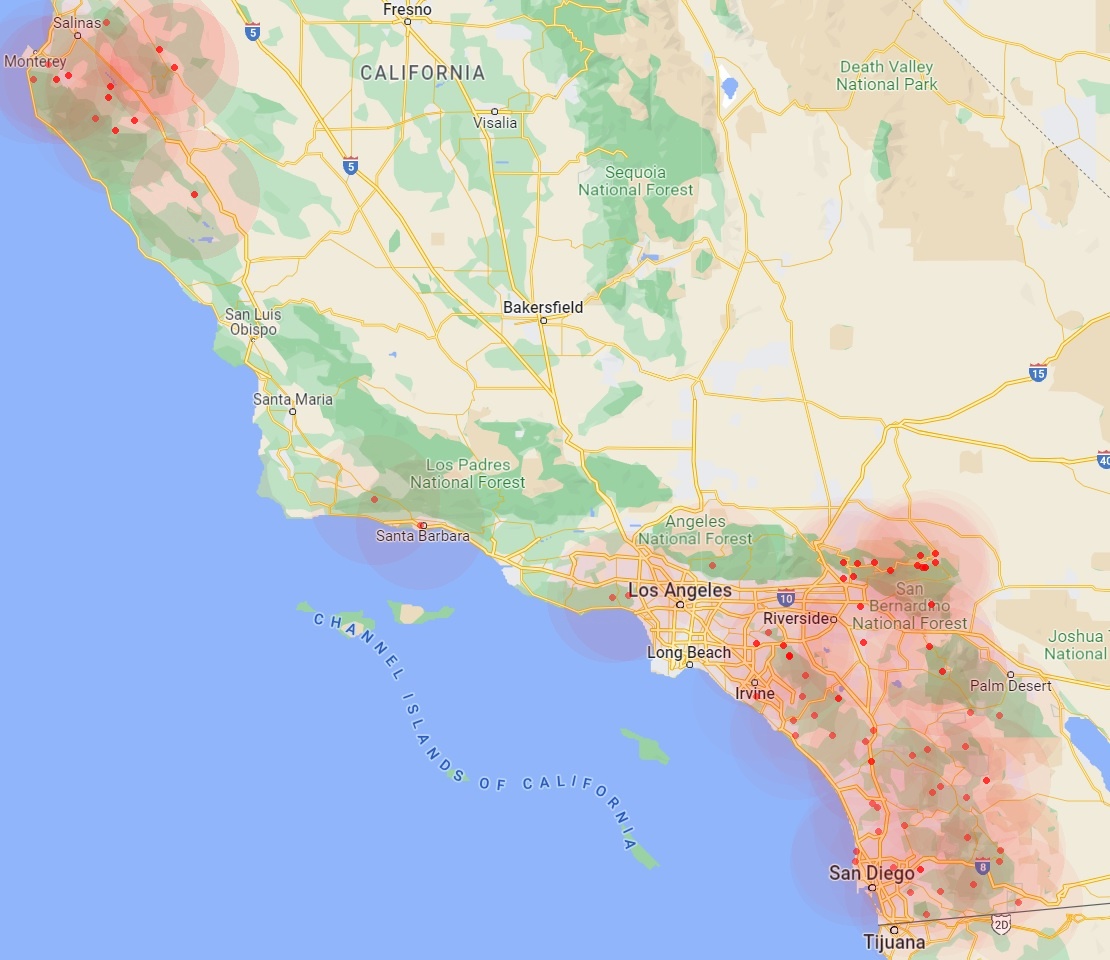 Fresno
Salinas
5
Monterey
CALIFORNIA
Death Valley
National Park
Visalia
5
Sequoia
National Forest
Bakersfield
San Luis
Obispo
15
Santa Maria
40
Los Padres
National Forest
Santa Barbara
Angeles
National Forest
Los Angeles
10
San
Bernardino
National Forest
Riverside
CHANNEL ISLANDS OF CALIFORNIA
Joshua
National
Long Beach
Irvine
Palm Desert
San Diego
8
2D
Tijuana